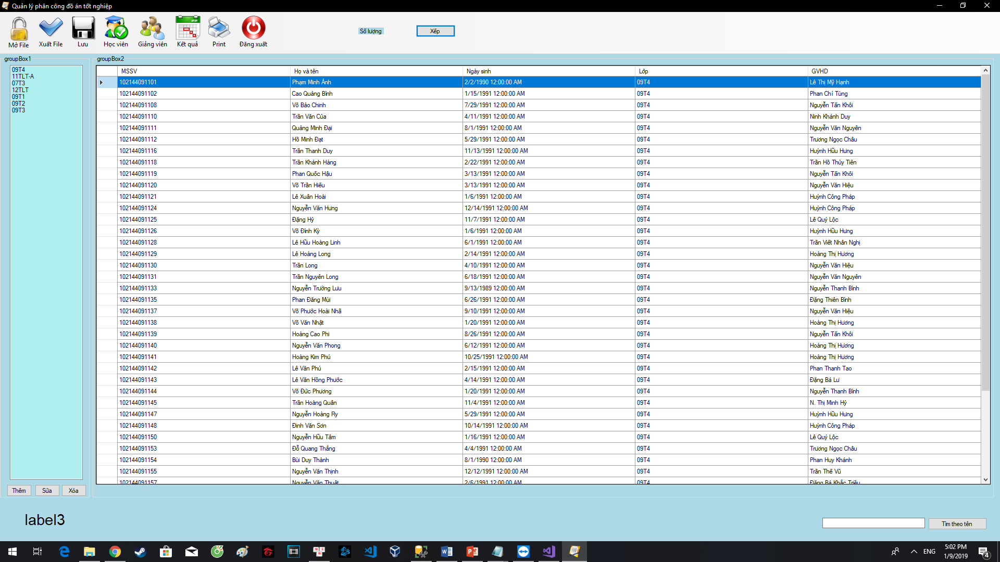 Quản lý phân công đồ án tốt nghiệp
Mở File Xuất File Lưu Học viên Giảng viên Kết quả Print Đăng xuất
Số lượng Xếp
groupBox1
09T4
11TLT-A
07T3
12TLT
09T1
09T2
09T3
Thêm Sửa Xóa
groupBox2
MSSV Họ và tên Ngày sinh Lớp GVHD
102144091101 Phạm Minh Ánh 2/2/1990 12:00:00 AM 09T4 Lê Thị Mỹ Hạnh
102144091102 Cao Quảng Bình 1/15/1991 12:00:00 AM 09T4 Phan Chí Tùng
102144091108 Võ Bảo Chinh 7/29/1991 12:00:00 AM 09T4 Nguyễn Tấn Khôi
102144091110 Trần Văn Của 4/11/1991 12:00:00 AM 09T4 Ninh Khánh Duy
102144091111 Quảng Minh Đại 8/1/1991 12:00:00 AM 09T4 Nguyễn Văn Nguyên
102144091112 Hồ Minh Đạt 5/29/1991 12:00:00 AM 09T4 Trương Ngọc Châu
102144091116 Trần Thanh Duy 11/13/1991 12:00:00 AM 09T4 Huỳnh Hữu Hưng
102144091118 Trần Khánh Hàng 2/22/1991 12:00:00 AM 09T4 Trần Hồ Thủy Tiên
102144091119 Phan Quốc Hậu 3/13/1991 12:00:00 AM 09T4 Nguyễn Tấn Khôi
102144091120 Võ Trần Hiếu 3/13/1991 12:00:00 AM 09T4 Nguyễn Văn Hiệu
102144091121 Lê Xuân Hoài 1/6/1991 12:00:00 AM 09T4 Huỳnh Công Pháp
102144091124 Nguyễn Văn Hưng 12/14/1991 12:00:00 AM 09T4 Huỳnh Công Pháp
102144091125 Đặng Hỷ 11/7/1991 12:00:00 AM 09T4 Lê Quý Lộc
102144091126 Võ Đình Kỳ 1/6/1991 12:00:00 AM 09T4 Huỳnh Hữu Hưng
102144091128 Lê Hữu Hoàng Linh 6/1/1991 12:00:00 AM 09T4 Trần Viết Nhân Nghị
102144091129 Lê Hoàng Long 2/14/1991 12:00:00 AM 09T4 Hoàng Thị Hương
102144091130 Trần Long 4/10/1991 12:00:00 AM 09T4 Nguyễn Văn Hiệu
102144091131 Trần Nguyên Long 6/18/1991 12:00:00 AM 09T4 Nguyễn Văn Nguyên
102144091133 Nguyễn Trường Lưu 9/13/1989 12:00:00 AM 09T4 Nguyễn Thanh Bình
102144091135 Phan Đăng Mùi 6/26/1991 12:00:00 AM 09T4 Đặng Thiên Bình
102144091137 Võ Phước Hoài Nhã 9/10/1991 12:00:00 AM 09T4 Nguyễn Văn Hiệu
102144091138 Võ Văn Nhật 1/20/1991 12:00:00 AM 09T4 Hoàng Thị Hương
102144091139 Hoàng Cao Phi 8/26/1991 12:00:00 AM 09T4 Nguyễn Tấn Khôi
102144091140 Nguyễn Văn Phong 6/12/1991 12:00:00 AM 09T4 Hoàng Thị Hương
102144091141 Hoàng Kim Phú 10/25/1991 12:00:00 AM 09T4 Hoàng Thị Hương
102144091142 Lê Văn Phú 2/15/1991 12:00:00 AM 09T4 Phan Thanh Tao
102144091143 Lê Văn Hồng Phước 4/14/1991 12:00:00 AM 09T4 Đặng Bá Lư
102144091144 Võ Đức Phương 1/20/1991 12:00:00 AM 09T4 Nguyễn Thanh Bình
102144091145 Trần Hoàng Quân 11/4/1991 12:00:00 AM 09T4 N. Thị Minh Hỷ
102144091147 Nguyễn Hoàng Ry 5/29/1991 12:00:00 AM 09T4 Huỳnh Hữu Hưng
102144091148 Đinh Văn Sơn 10/14/1991 12:00:00 AM 09T4 Huỳnh Công Pháp
102144091150 Nguyễn Hữu Tâm 1/16/1991 12:00:00 AM 09T4 Lê Quý Lộc
102144091153 Đỗ Quang Thắng 4/4/1991 12:00:00 AM 09T4 Trương Ngọc Châu
102144091154 Bùi Duy Thành 8/1/1990 12:00:00 AM 09T4 Phan Huy Khánh
102144091155 Nguyễn Văn Thịnh 12/12/1991 12:00:00 AM 09T4 Trần Thế Vũ
102144091157 Nguyễn Văn Thuật 2/6/1991 12:00:00 AM 09T4 Đặng Bá Khắc Triều
label3
Tìm theo tên
ENG 5:02 PM
1/9/2019
4